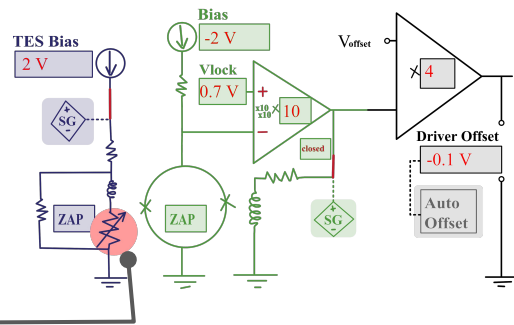 Bias
-2 V
TES Bias
2 V
Voffset
Vlock
0.7 V
+
x10
x10
× 10
−
× 4
+
SG
−
closed
Driver Offset
-0.1 V
Auto
Offset
ZAP
ZAP
+
SG
−